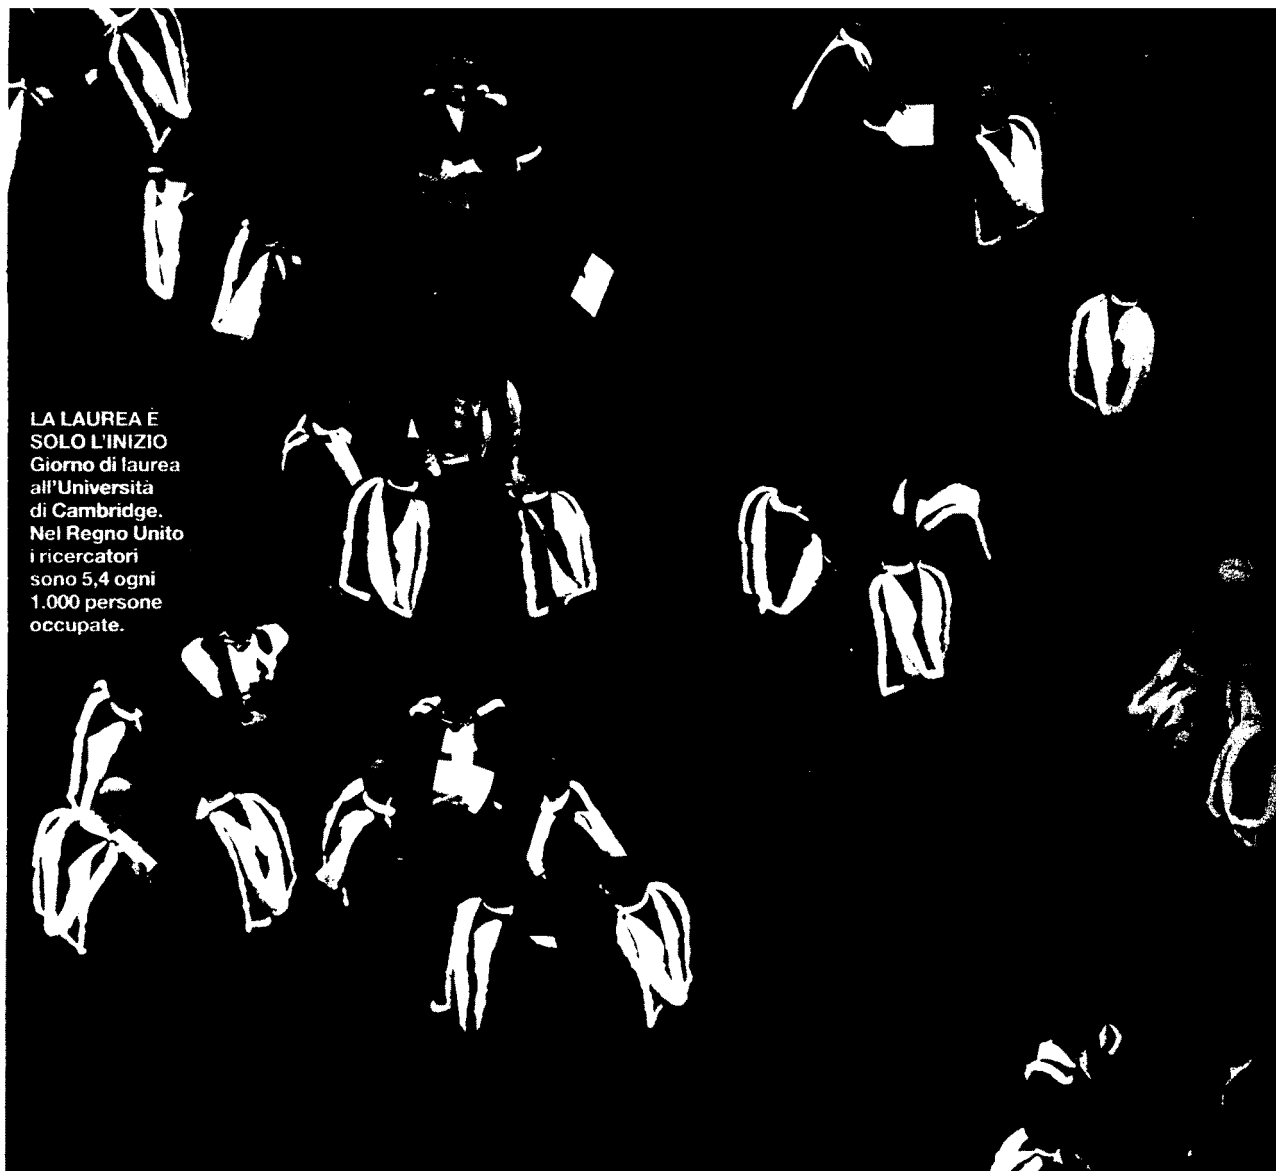 LA LAUREA È
SOLO L'INIZIO
Giorno di laurea
all'Università
di Cambridge.
Nel Regno Unito
i ricercatori
sono 5,4 ogni
1.000 persone
occupate.